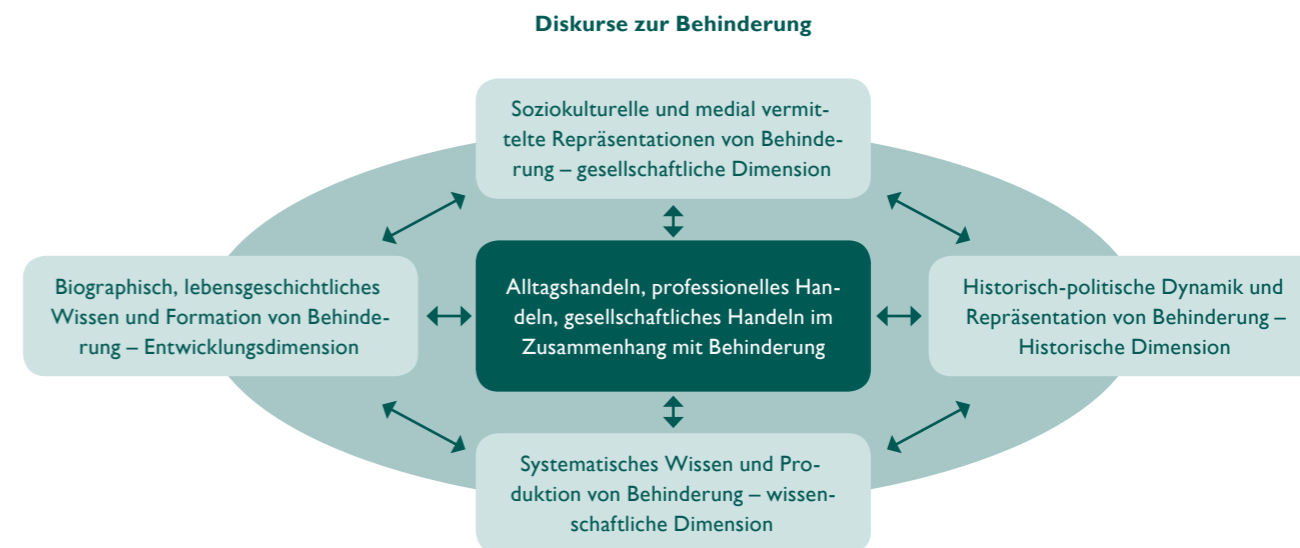 Diskurse zur Behinderung
Soziokulturelle und medial vermit-
telte Repräsentationen von Behinde-
rung – gesellschaftliche Dimension
Biographisch, lebensgeschichtliches
Wissen und Formation von Behinde-
rung – Entwicklungsdimension
Alltagshandeln, professionelles Han-
deln, gesellschaftliches Handeln im
Zusammenhang mit Behinderung
Historisch-politische Dynamik und
Repräsentation von Behinderung –
Historische Dimension
Systematisches Wissen und Pro-
duktion von Behinderung – wissen-
schaftliche Dimension